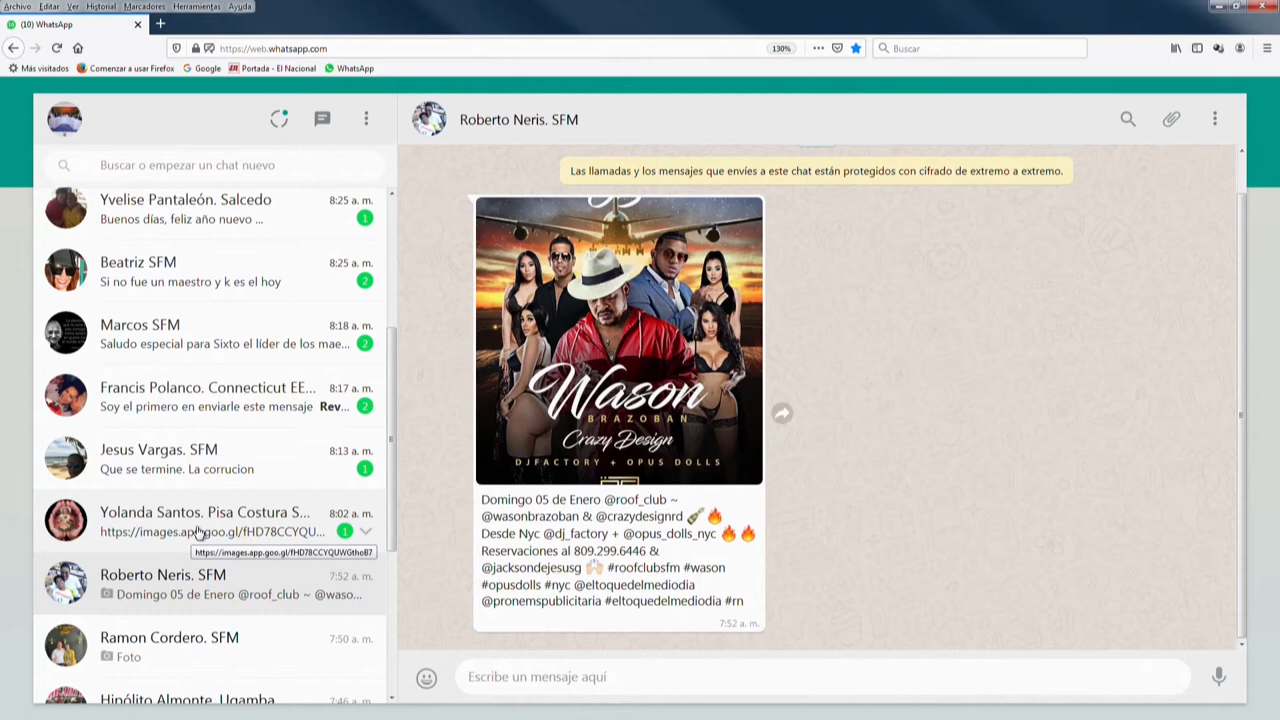 Archivo Editar Ver Historial Marcadores Herramientas Ayuda
(10) WhatsApp
https://web.whatsapp.com
130%
Buscar
Más visitados
Comenzar a usar Firefox
Google
Portada - El Nacional
WhatsApp
Buscar o empezar un chat nuevo
Yvelise Pantaleón. Salcedo 8:25 a. m.
Buenos días, feliz año nuevo ... 1
Beatriz SFM 8:25 a. m.
Si no fue un maestro y k es el hoy 2
Marcos SFM 8:18 a. m.
Saludo especial para Sixto el líder de los mae... 2
Francis Polanco. Connecticut EE... 8:17 a. m.
Soy el primero en enviarle este mensaje Rev... 2
Jesus Vargas. SFM 8:13 a. m.
Que se termine. La corrucion 1
Yolanda Santos. Pisa Costura S... 8:02 a. m.
https://images.app.goo.gl/fHD78CCYQU... 1
https://images.app.goo.gl/fHD78CCYQUWGthoB7
Roberto Neris. SFM 7:52 a. m.
Domingo 05 de Enero @roof_club ~ @waso...
Ramon Cordero. SFM 7:50 a. m.
Foto
Hipólito Almonte. Ugamba 7:46 a. m.
Roberto Neris. SFM
Las llamadas y los mensajes que envíes a este chat están protegidos con cifrado de extremo a extremo.
Wason
BRAZOBAN
Crazy Design
DJFACTORY + OPUS DOLLS
Domingo 05 de Enero @roof_club ~
@wasonbrazoban & @crazydesignrd 🍾🔥
Desde Nyc @dj_factory + @opus_dolls_nyc 🔥🔥
Reservaciones al 809.299.6446 &
@jacksondejesusg 🙌🏻 #roofclubsfm #wason
#opusdolls #nyc @eltoquedelmediodia
@pronemspublicitaria #eltoquedelmediodia #rn
7:52 a. m.
Escribe un mensaje aquí